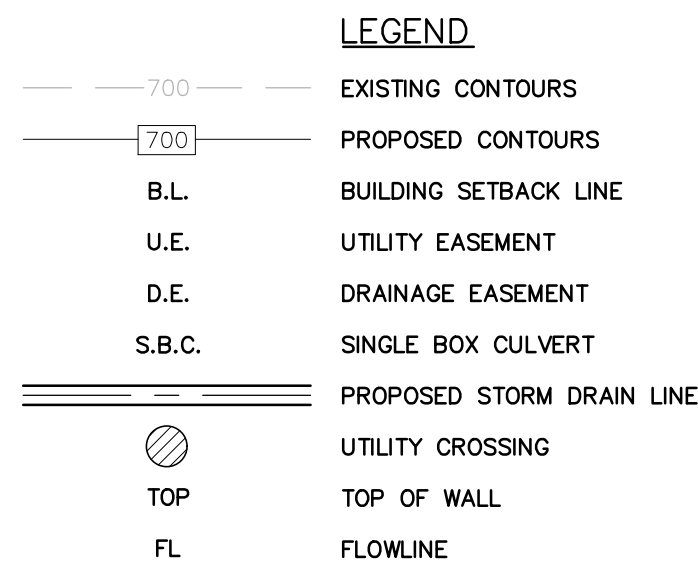 LEGEND
700 EXISTING CONTOURS
700 PROPOSED CONTOURS
B.L. BUILDING SETBACK LINE
U.E. UTILITY EASEMENT
D.E. DRAINAGE EASEMENT
S.B.C. SINGLE BOX CULVERT
PROPOSED STORM DRAIN LINE
UTILITY CROSSING
TOP TOP OF WALL
FL FLOWLINE